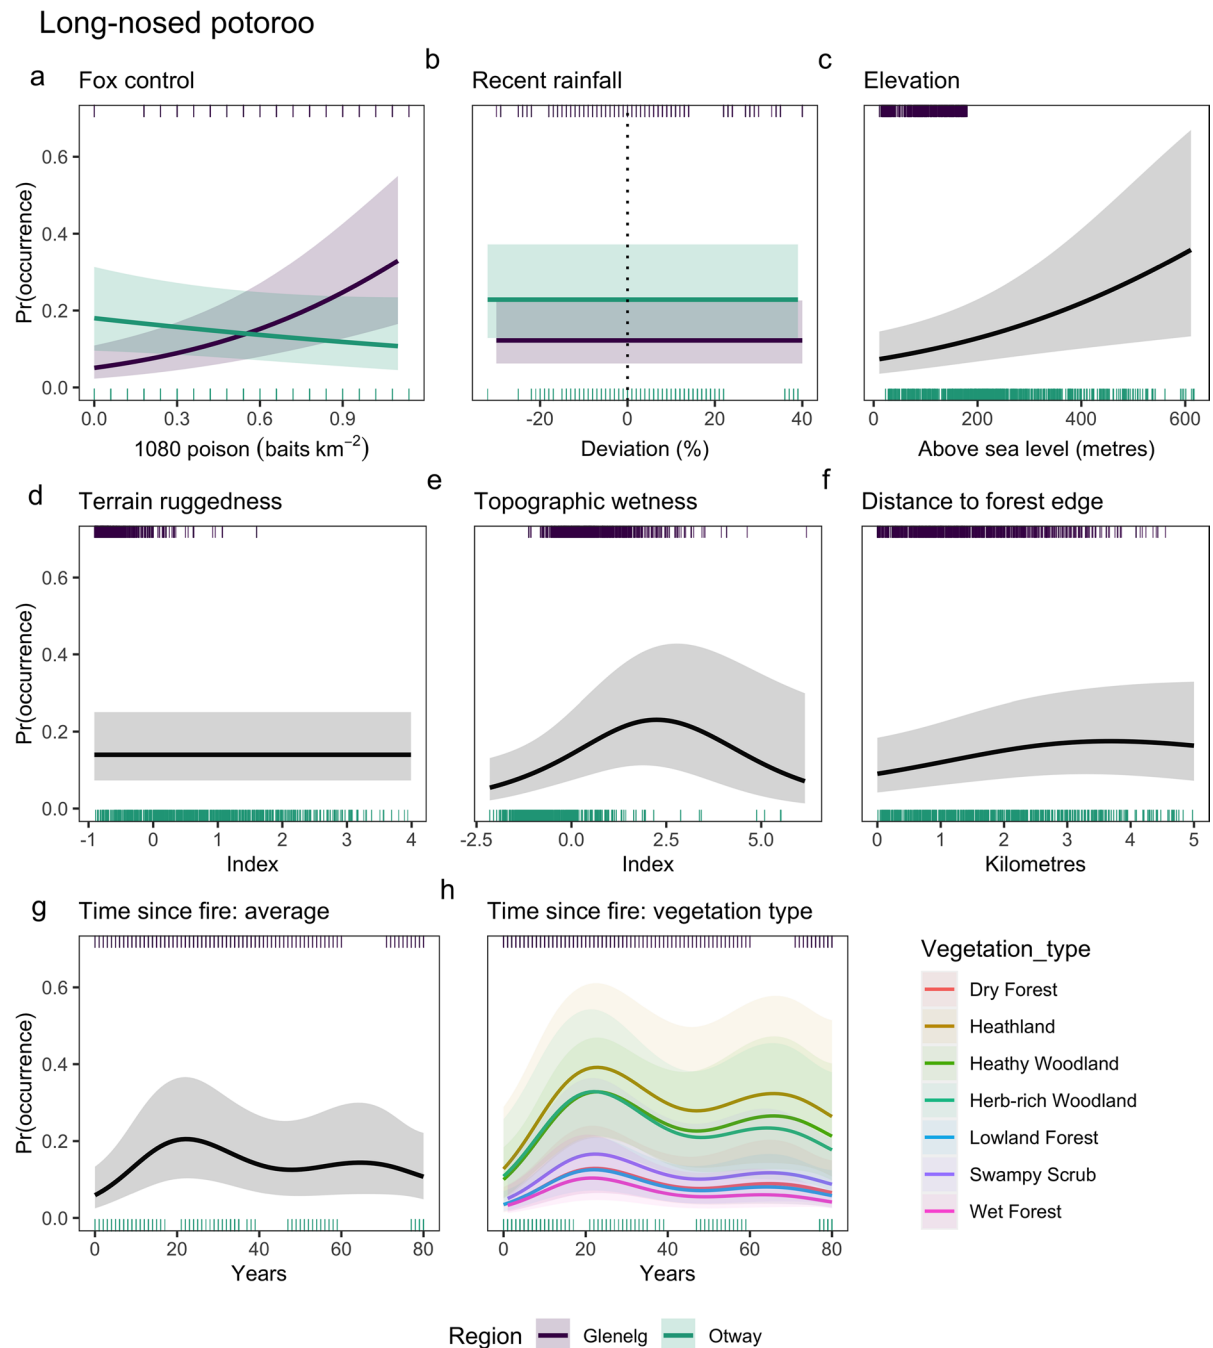 Long-nosed potoroo
a Fox control
b Recent rainfall
c Elevation
Pr(occurrence)
0.6
0.4
0.2
0.0
0.0 0.3 0.6 0.9
1080 poison (baits km⁻²)
-20 0 20 40
Deviation (%)
0 200 400 600
Above sea level (metres)
d Terrain ruggedness
e Topographic wetness
f Distance to forest edge
Pr(occurrence)
0.6
0.4
0.2
0.0
-1 0 1 2 3 4
Index
-2.5 0.0 2.5 5.0
Index
0 1 2 3 4 5
Kilometres
g Time since fire: average
h Time since fire: vegetation type
Pr(occurrence)
0.6
0.4
0.2
0.0
0 20 40 60 80
Years
0 20 40 60 80
Years
Vegetation_type
Dry Forest
Heathland
Heathy Woodland
Herb-rich Woodland
Lowland Forest
Swampy Scrub
Wet Forest
Region Glenelg Otway